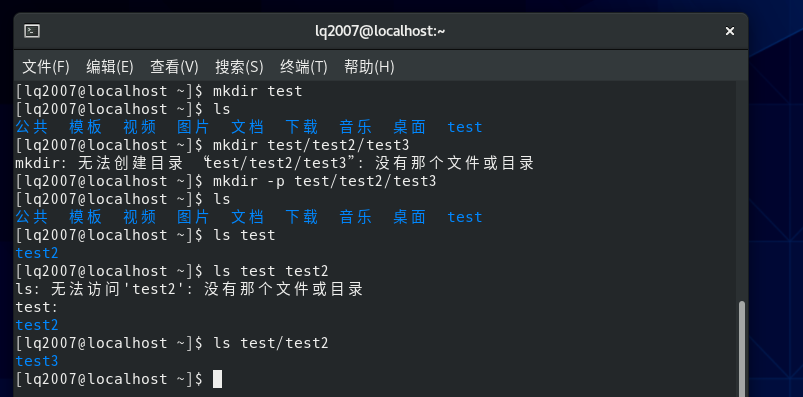 lq2007@localhost:~
文件(F) 编辑(E) 查看(V) 搜索(S) 终端(T) 帮助(H)
[lq2007@localhost ~]$ mkdir test
[lq2007@localhost ~]$ ls
公共 模板 视频 图片 文档 下载 音乐 桌面 test
[lq2007@localhost ~]$ mkdir test/test2/test3
mkdir: 无法创建目录 “test/test2/test3”: 没有那个文件或目录
[lq2007@localhost ~]$ mkdir -p test/test2/test3
[lq2007@localhost ~]$ ls
公共 模板 视频 图片 文档 下载 音乐 桌面 test
[lq2007@localhost ~]$ ls test
test2
[lq2007@localhost ~]$ ls test test2
ls: 无法访问'test2': 没有那个文件或目录
test:
test2
[lq2007@localhost ~]$ ls test/test2
test3
[lq2007@localhost ~]$